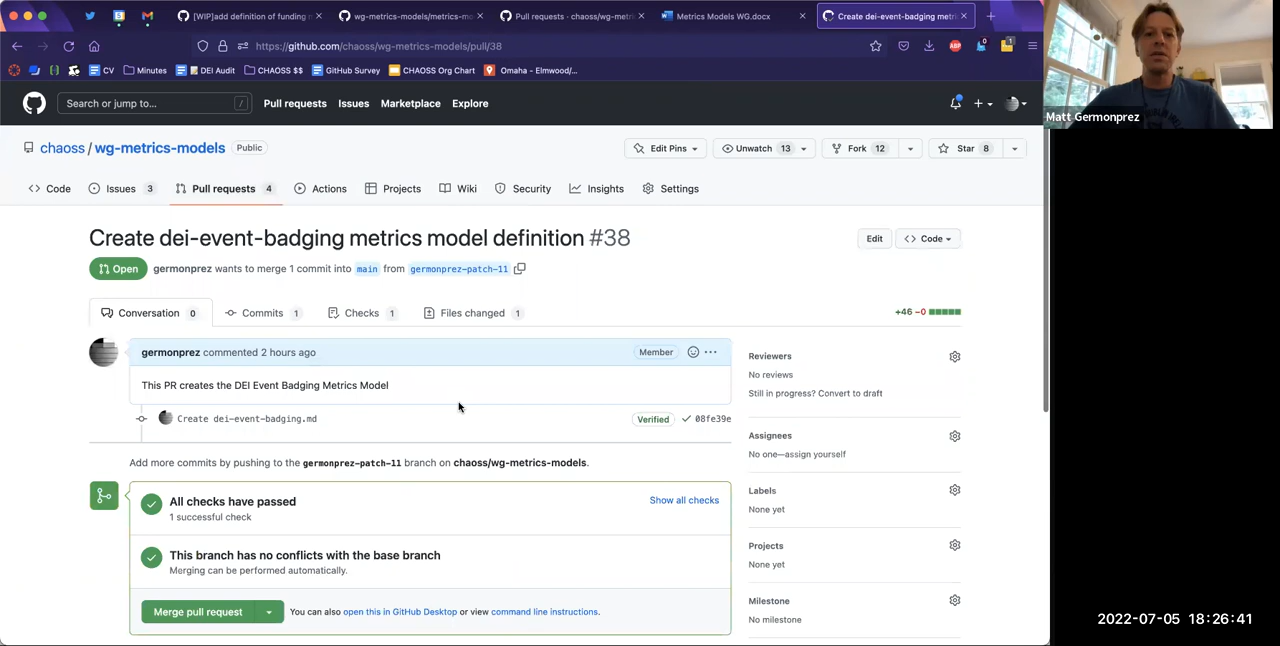 [WIP]add definition of funding
wg-metrics-models/metrics-mo
Pull requests · chaoss/wg-metri
Metrics Models WG.docx
Create dei-event-badging metri
https://github.com/chaoss/wg-metrics-models/pull/38
CV
Minutes
DEI Audit
CHAOSS $$
GitHub Survey
CHAOSS Org Chart
Omaha - Elmwood/...
Search or jump to...
/
Pull requests
Issues
Marketplace
Explore
Matt Germonprez
chaoss / wg-metrics-models
Public
Edit Pins
Unwatch 13
Fork 12
Star 8
Code
Issues 3
Pull requests 4
Actions
Projects
Wiki
Security
Insights
Settings
Create dei-event-badging metrics model definition #38
Edit
Code
Open
germonprez wants to merge 1 commit into main from germonprez-patch-11
Conversation 0
Commits 1
Checks 1
Files changed 1
+46 −0
germonprez commented 2 hours ago
Member
This PR creates the DEI Event Badging Metrics Model
Create dei-event-badging.md
Verified
08fe39e
Add more commits by pushing to the germonprez-patch-11 branch on chaoss/wg-metrics-models.
All checks have passed
1 successful check
Show all checks
This branch has no conflicts with the base branch
Merging can be performed automatically.
Merge pull request
You can also open this in GitHub Desktop or view command line instructions.
Reviewers
No reviews
Still in progress? Convert to draft
Assignees
No one—assign yourself
Labels
None yet
Projects
None yet
Milestone
No milestone
2022-07-05 18:26:41